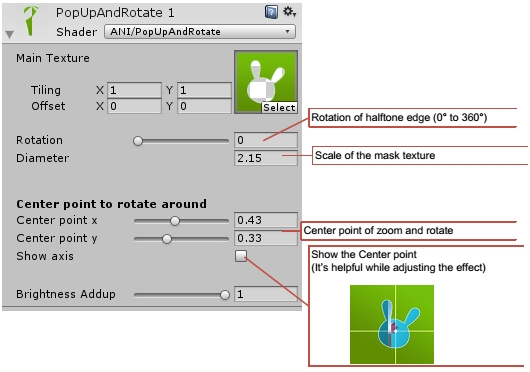 PopUpAndRotate 1
Shader ANI/PopUpAndRotate
Main Texture
Tiling X 1 Y 1
Offset X 0 Y 0
Select
Rotation of halftone edge (0° to 360°)
Rotation 0
Diameter 2.15
Scale of the mask texture
Center point to rotate around
Center point x 0.43
Center point y 0.33
Center point of zoom and rotate
Show axis
Show the Center point
(It's helpful while adjusting the effect)
Brightness Addup 1